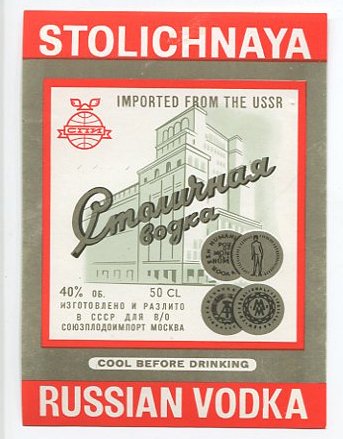 STOLICHNAYA
IMPORTED FROM THE USSR
Столичная
водка
40% ОБ. 50 CL
ИЗГОТОВЛЕНО И РАЗЛИТО
В СССР ДЛЯ В/О
СОЮЗПЛОДОИМПОРТ МОСКВА
COOL BEFORE DRINKING
RUSSIAN VODKA